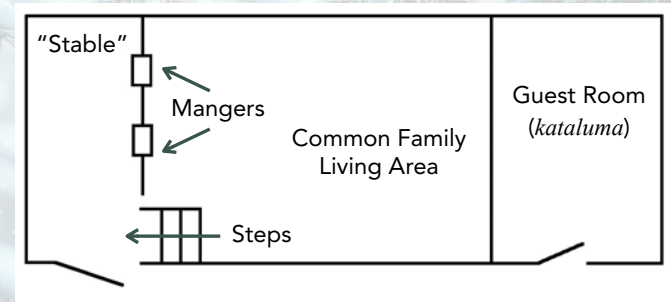 “Stable”
Mangers
Common Family
Living Area
Guest Room
(kataluma)
Steps